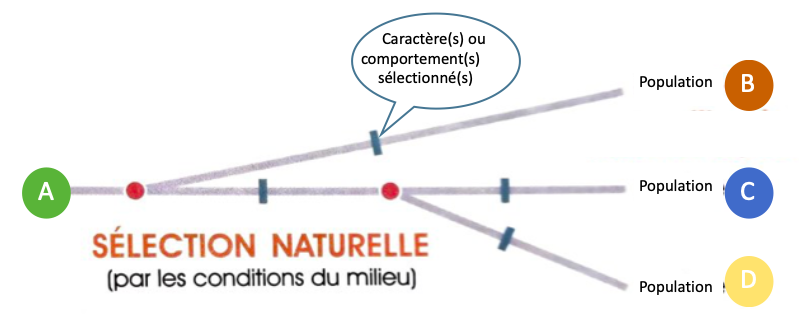 Caractère(s) ou
comportement(s)
sélectionné(s)
Population B
A
Population C
SÉLECTION NATURELLE
(par les conditions du milieu)
Population D